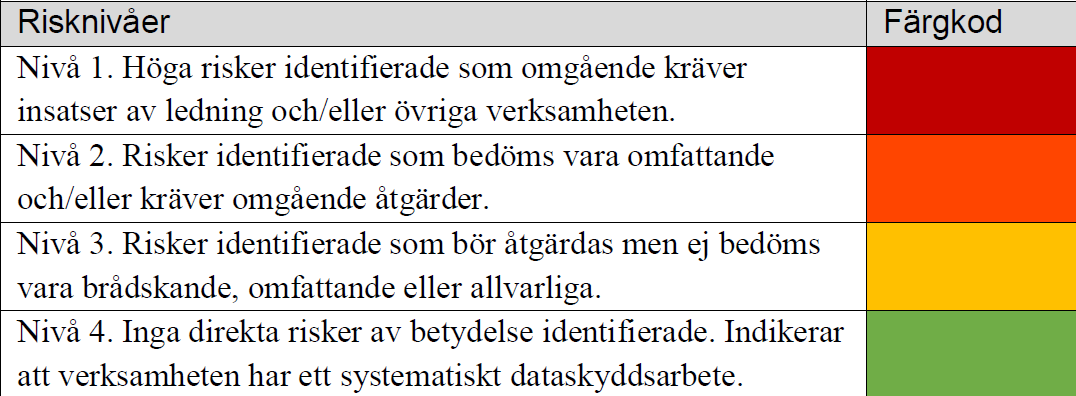 Risknivåer Färgkod
Nivå 1. Höga risker identifierade som omgående kräver
insatser av ledning och/eller övriga verksamheten.
Nivå 2. Risker identifierade som bedöms vara omfattande
och/eller kräver omgående åtgärder.
Nivå 3. Risker identifierade som bör åtgärdas men ej bedöms
vara brådskande, omfattande eller allvarliga.
Nivå 4. Inga direkta risker av betydelse identifierade. Indikerar
att verksamheten har ett systematiskt dataskyddsarbete.